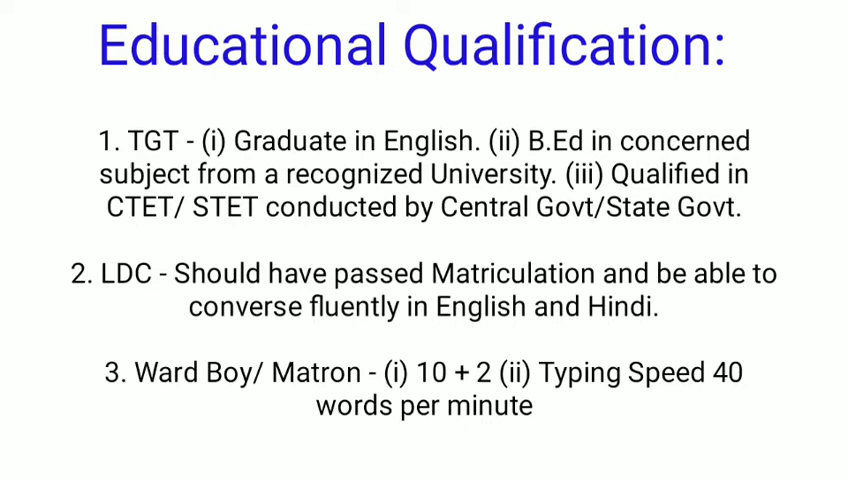 Educational Qualification:
1. TGT - (i) Graduate in English. (ii) B.Ed in concerned
subject from a recognized University. (iii) Qualified in
CTET/ STET conducted by Central Govt/State Govt.
2. LDC - Should have passed Matriculation and be able to
converse fluently in English and Hindi.
3. Ward Boy/ Matron - (i) 10 + 2 (ii) Typing Speed 40
words per minute